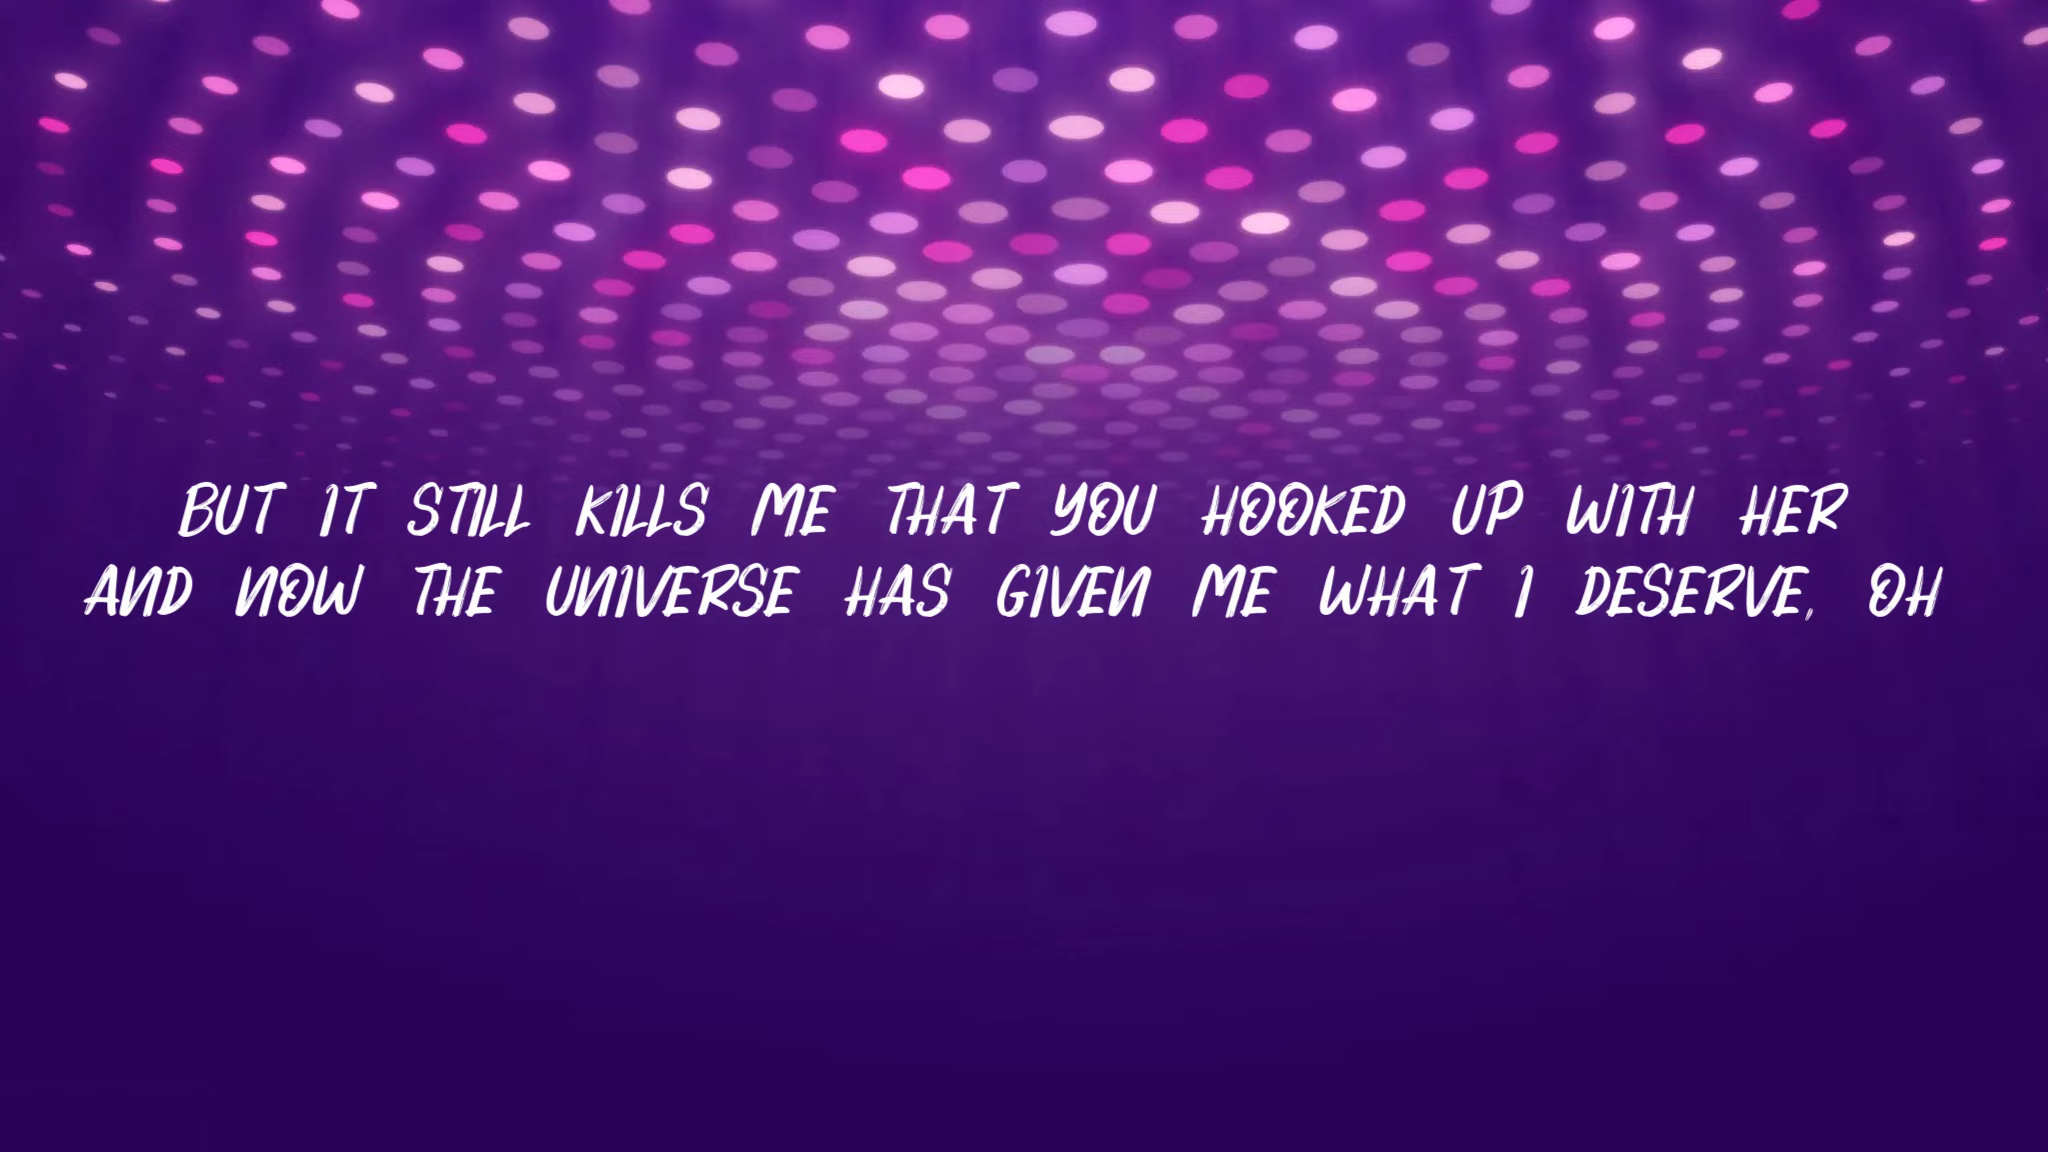 BUT IT STILL KILLS ME THAT YOU HOOKED UP WITH HER
AND NOW THE UNIVERSE HAS GIVEN ME WHAT I DESERVE, OH